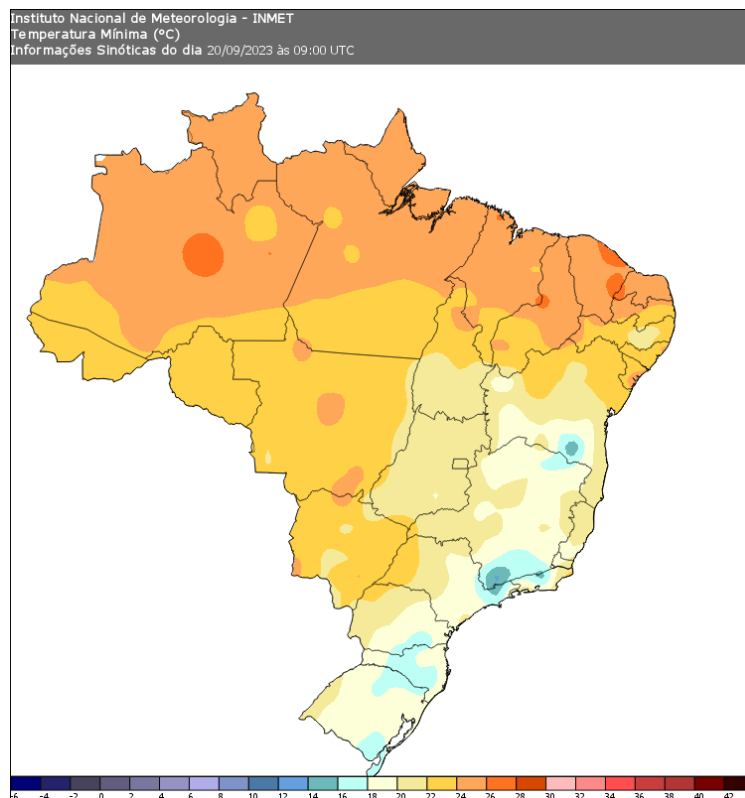 Instituto Nacional de Meteorologia - INMET
Temperatura Mínima (ºC)
Informações Sinóticas do dia 20/09/2023 às 09:00 UTC
-6 -4 -2 0 2 4 6 8 10 12 14 16 18 20 22 24 26 28 30 32 34 36 38 40 42